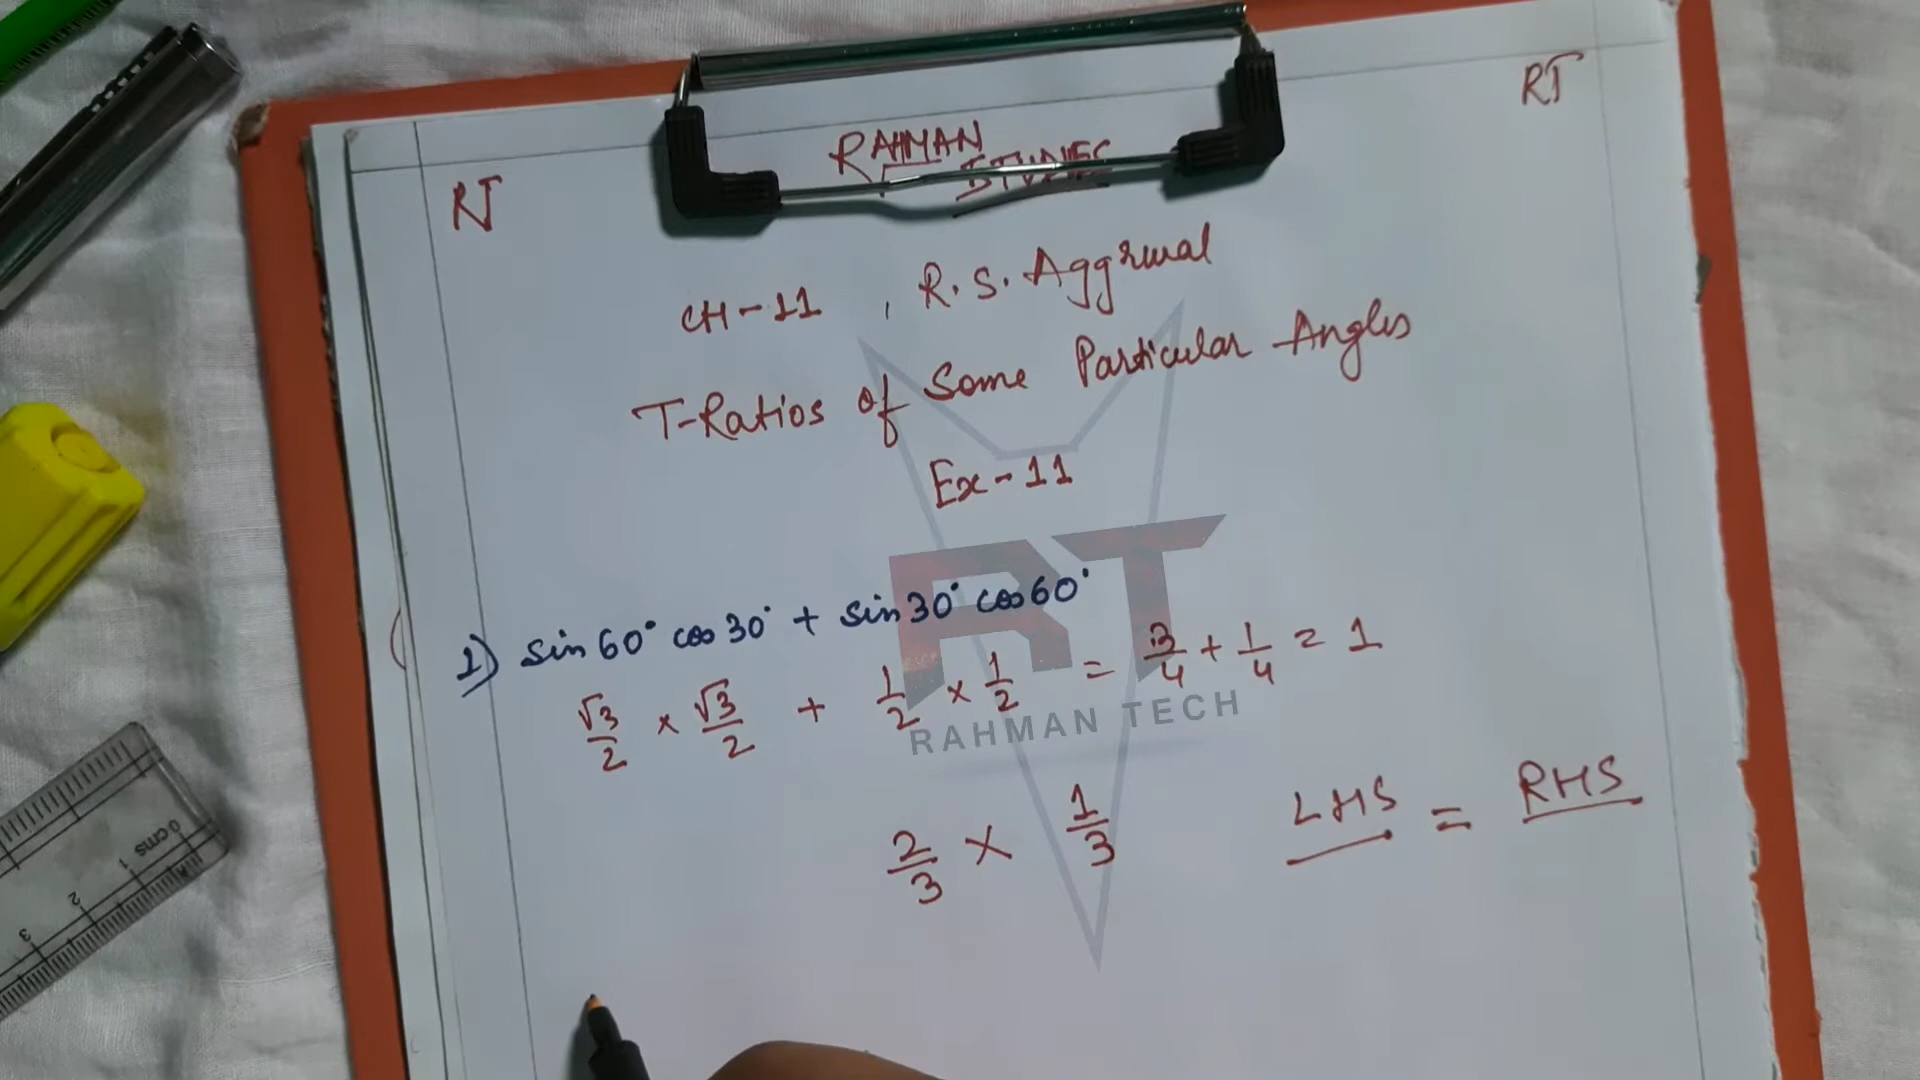 RT
RAHMAN
STUDIES
RT
CH-11 , R.S. Aggrwal
T-Ratios of Some Particular Angles
Ex-11
1) sin 60° cos 30° + sin 30° cos 60°
√3/2 × √3/2 + 1/2 × 1/2 = 3/4 + 1/4 = 1
RT
RAHMAN TECH
2/3 × 1/3 LHS = RHS
0 cms 1
2
3